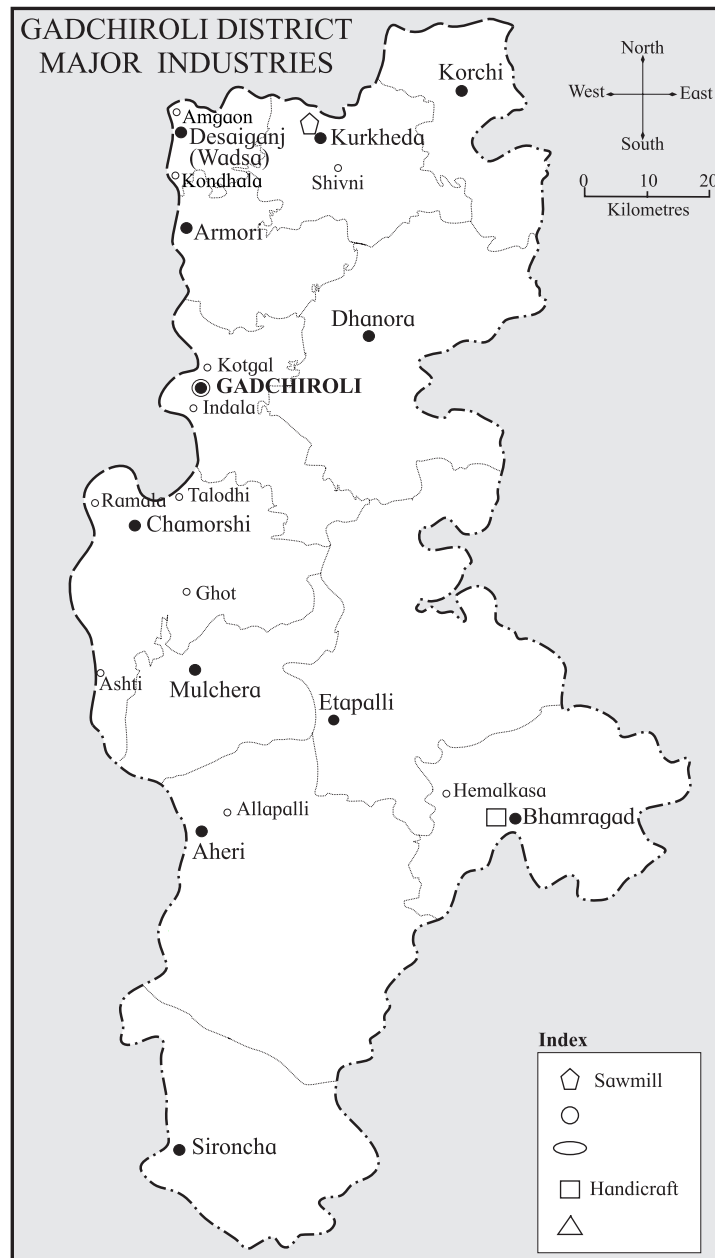 GADCHIROLI DISTRICT
MAJOR INDUSTRIES
North
West
East
South
0
10
20
Kilometres
Korchi
Amgaon
Desaiganj
(Wadsa)
Kurkheda
Kondhala
Shivni
Armori
Dhanora
Kotgal
GADCHIROLI
Indala
Ramala
Talodhi
Chamorshi
Ghot
Ashti
Mulchera
Etapalli
Hemalkasa
Allapalli
Bhamragad
Aheri
Sironcha
Index
Sawmill
Handicraft